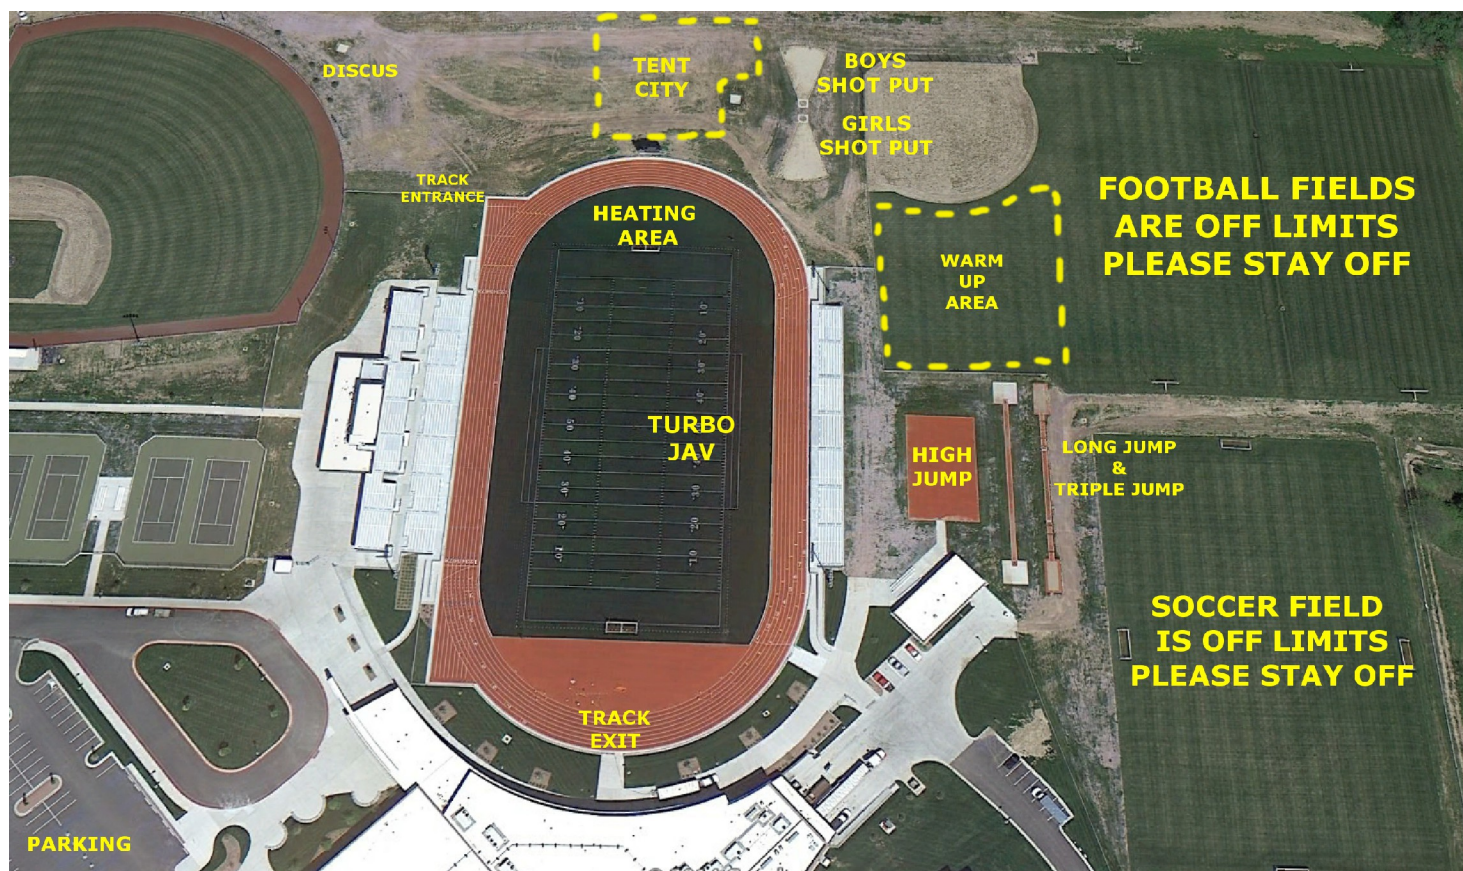 DISCUS
TENT
CITY
BOYS
SHOT PUT
GIRLS
SHOT PUT
TRACK
ENTRANCE
HEATING
AREA
WARM
UP
AREA
FOOTBALL FIELDS
ARE OFF LIMITS
PLEASE STAY OFF
TURBO
JAV
HIGH
JUMP
LONG JUMP
&
TRIPLE JUMP
SOCCER FIELD
IS OFF LIMITS
PLEASE STAY OFF
TRACK
EXIT
PARKING